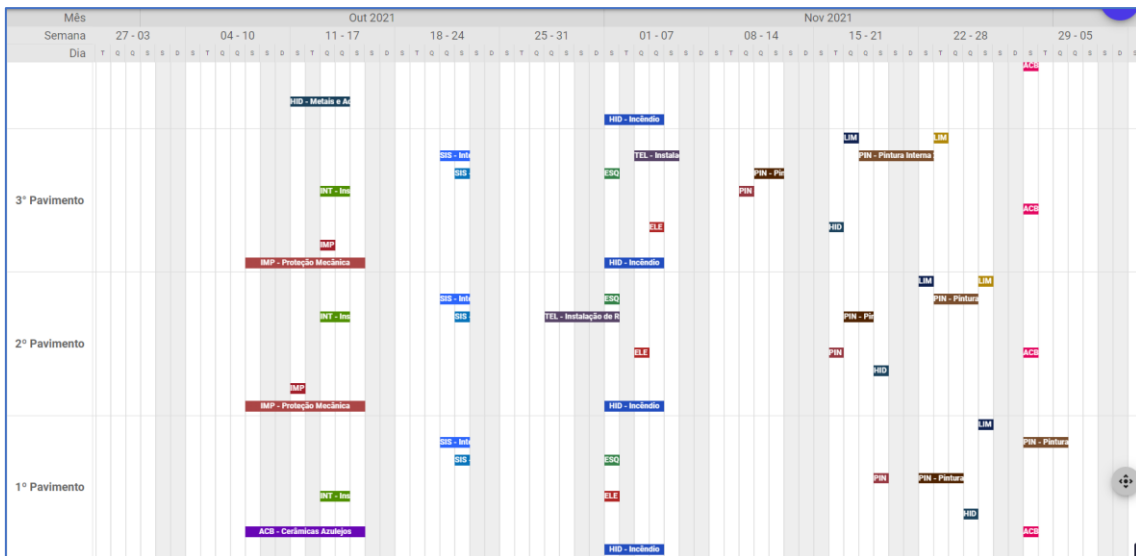 Mês Out 2021 Nov 2021
Semana 27 - 03 04 - 10 11 - 17 18 - 24 25 - 31 01 - 07 08 - 14 15 - 21 22 - 28 29 - 05
Dia T Q Q S S D S T Q Q S S D S T Q Q S S D S T Q Q S S D S T Q Q S S D S T Q Q S S D S T Q Q S S D S T Q Q S S D S T Q Q S S D S T Q Q S S D S
ACB
HID - Metais e Ac
HID - Incêndio
LIM LIM
SIS - Inte TEL - Instalaç PIN - Pintura Interna
SIS ESQ PIN - Pin
INT - Ins PIN
3° Pavimento
ACB
ELE HID
IMP
IMP - Proteção Mecânica HID - Incêndio
LIM LIM
SIS - Inte ESQ PIN - Pintura
INT - Ins SIS TEL - Instalação de R PIN - Pin
2º Pavimento
ELE PIN ACB
HID
IMP
IMP - Proteção Mecânica HID - Incêndio
LIM
SIS - Inte PIN - Pintura
SIS ESQ
PIN PIN - Pintura
1º Pavimento
INT - Ins ELE
HID
ACB - Cerâmicas Azulejos ACB
HID - Incêndio